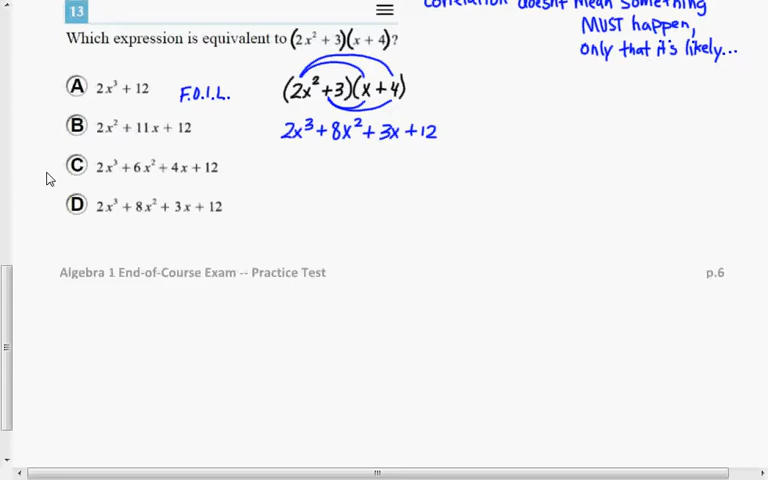 correlation doesn't mean something
MUST happen,
only that it's likely...
13
Which expression is equivalent to (2x² + 3)(x + 4)?
A 2x³ + 12
F.O.I.L.
(2x² + 3)(x + 4)
B 2x² + 11x + 12
2x³ + 8x² + 3x + 12
C 2x³ + 6x² + 4x + 12
D 2x³ + 8x² + 3x + 12
Algebra 1 End-of-Course Exam -- Practice Test
p.6